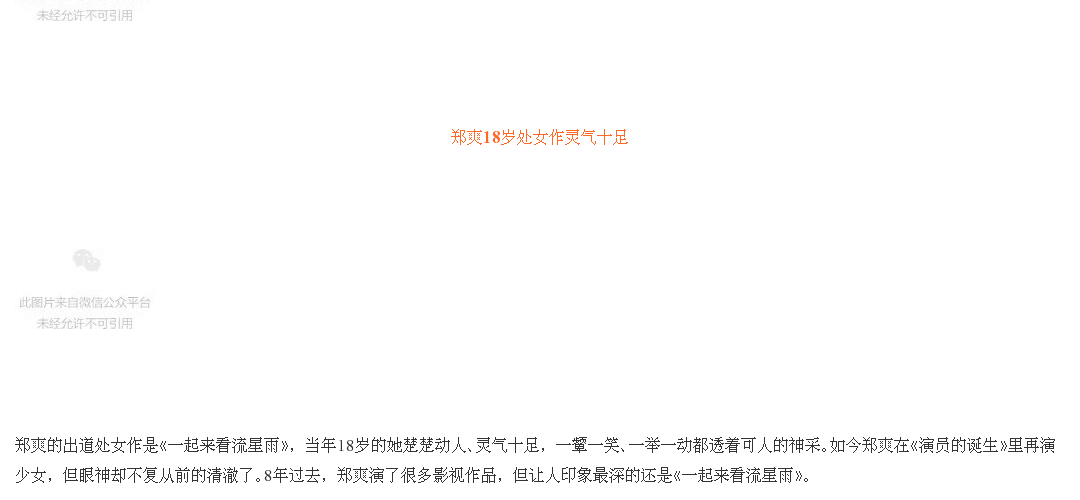 未经允许不可引用
郑爽18岁处女作灵气十足
此图片来自微信公众平台
未经允许不可引用
郑爽的出道处女作是《一起来看流星雨》，当年18岁的她楚楚动人、灵气十足，一颦一笑、一举一动都透着可人的神采。如今郑爽在《演员的诞生》里再演
少女，但眼神却不复从前的清澈了。8年过去，郑爽演了很多影视作品，但让人印象最深的还是《一起来看流星雨》。